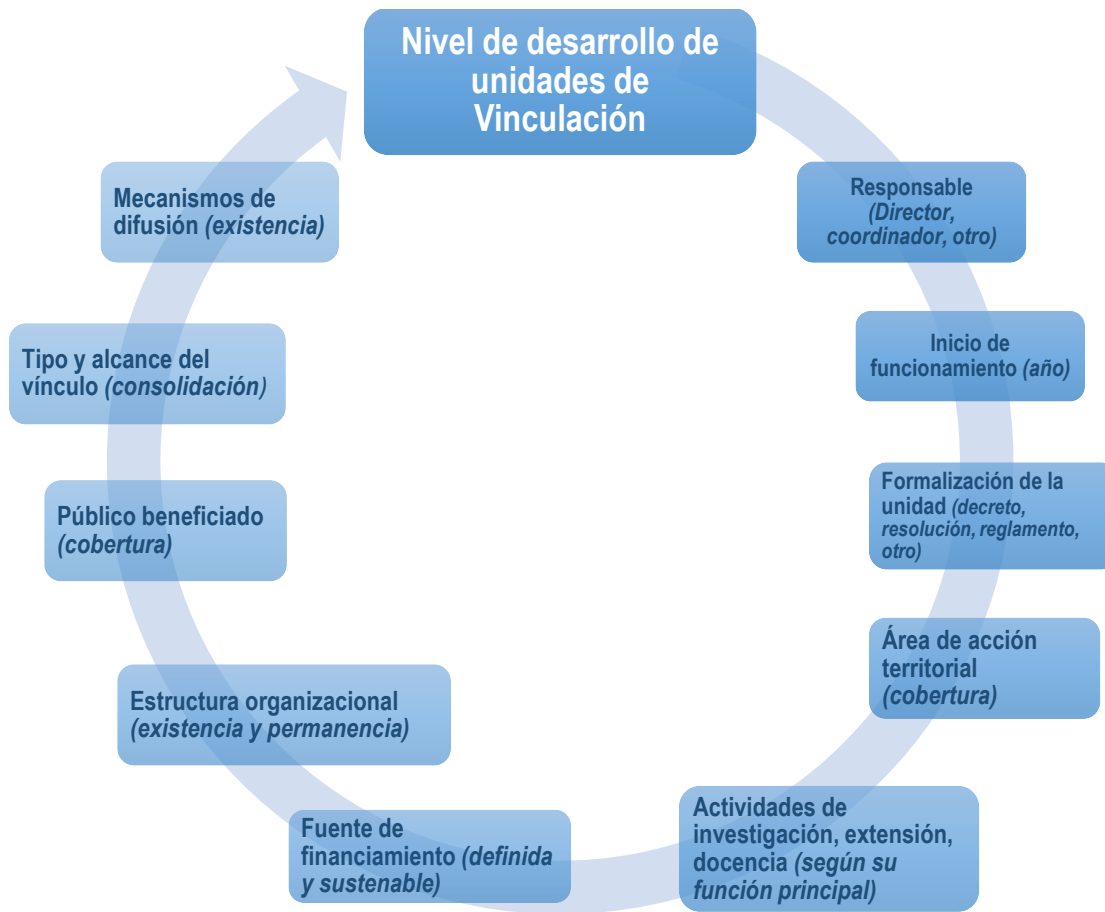 Nivel de desarrollo de
unidades de
Vinculación
Responsable
(Director,
coordinador, otro)
Inicio de
funcionamiento (año)
Formalización de la
unidad (decreto,
resolución, reglamento,
otro)
Área de acción
territorial
(cobertura)
Actividades de
investigación, extensión,
docencia (según su
función principal)
Fuente de
financiamiento (definida
y sustenable)
Estructura organizacional
(existencia y permanencia)
Público beneficiado
(cobertura)
Tipo y alcance del
vínculo (consolidación)
Mecanismos de
difusión (existencia)